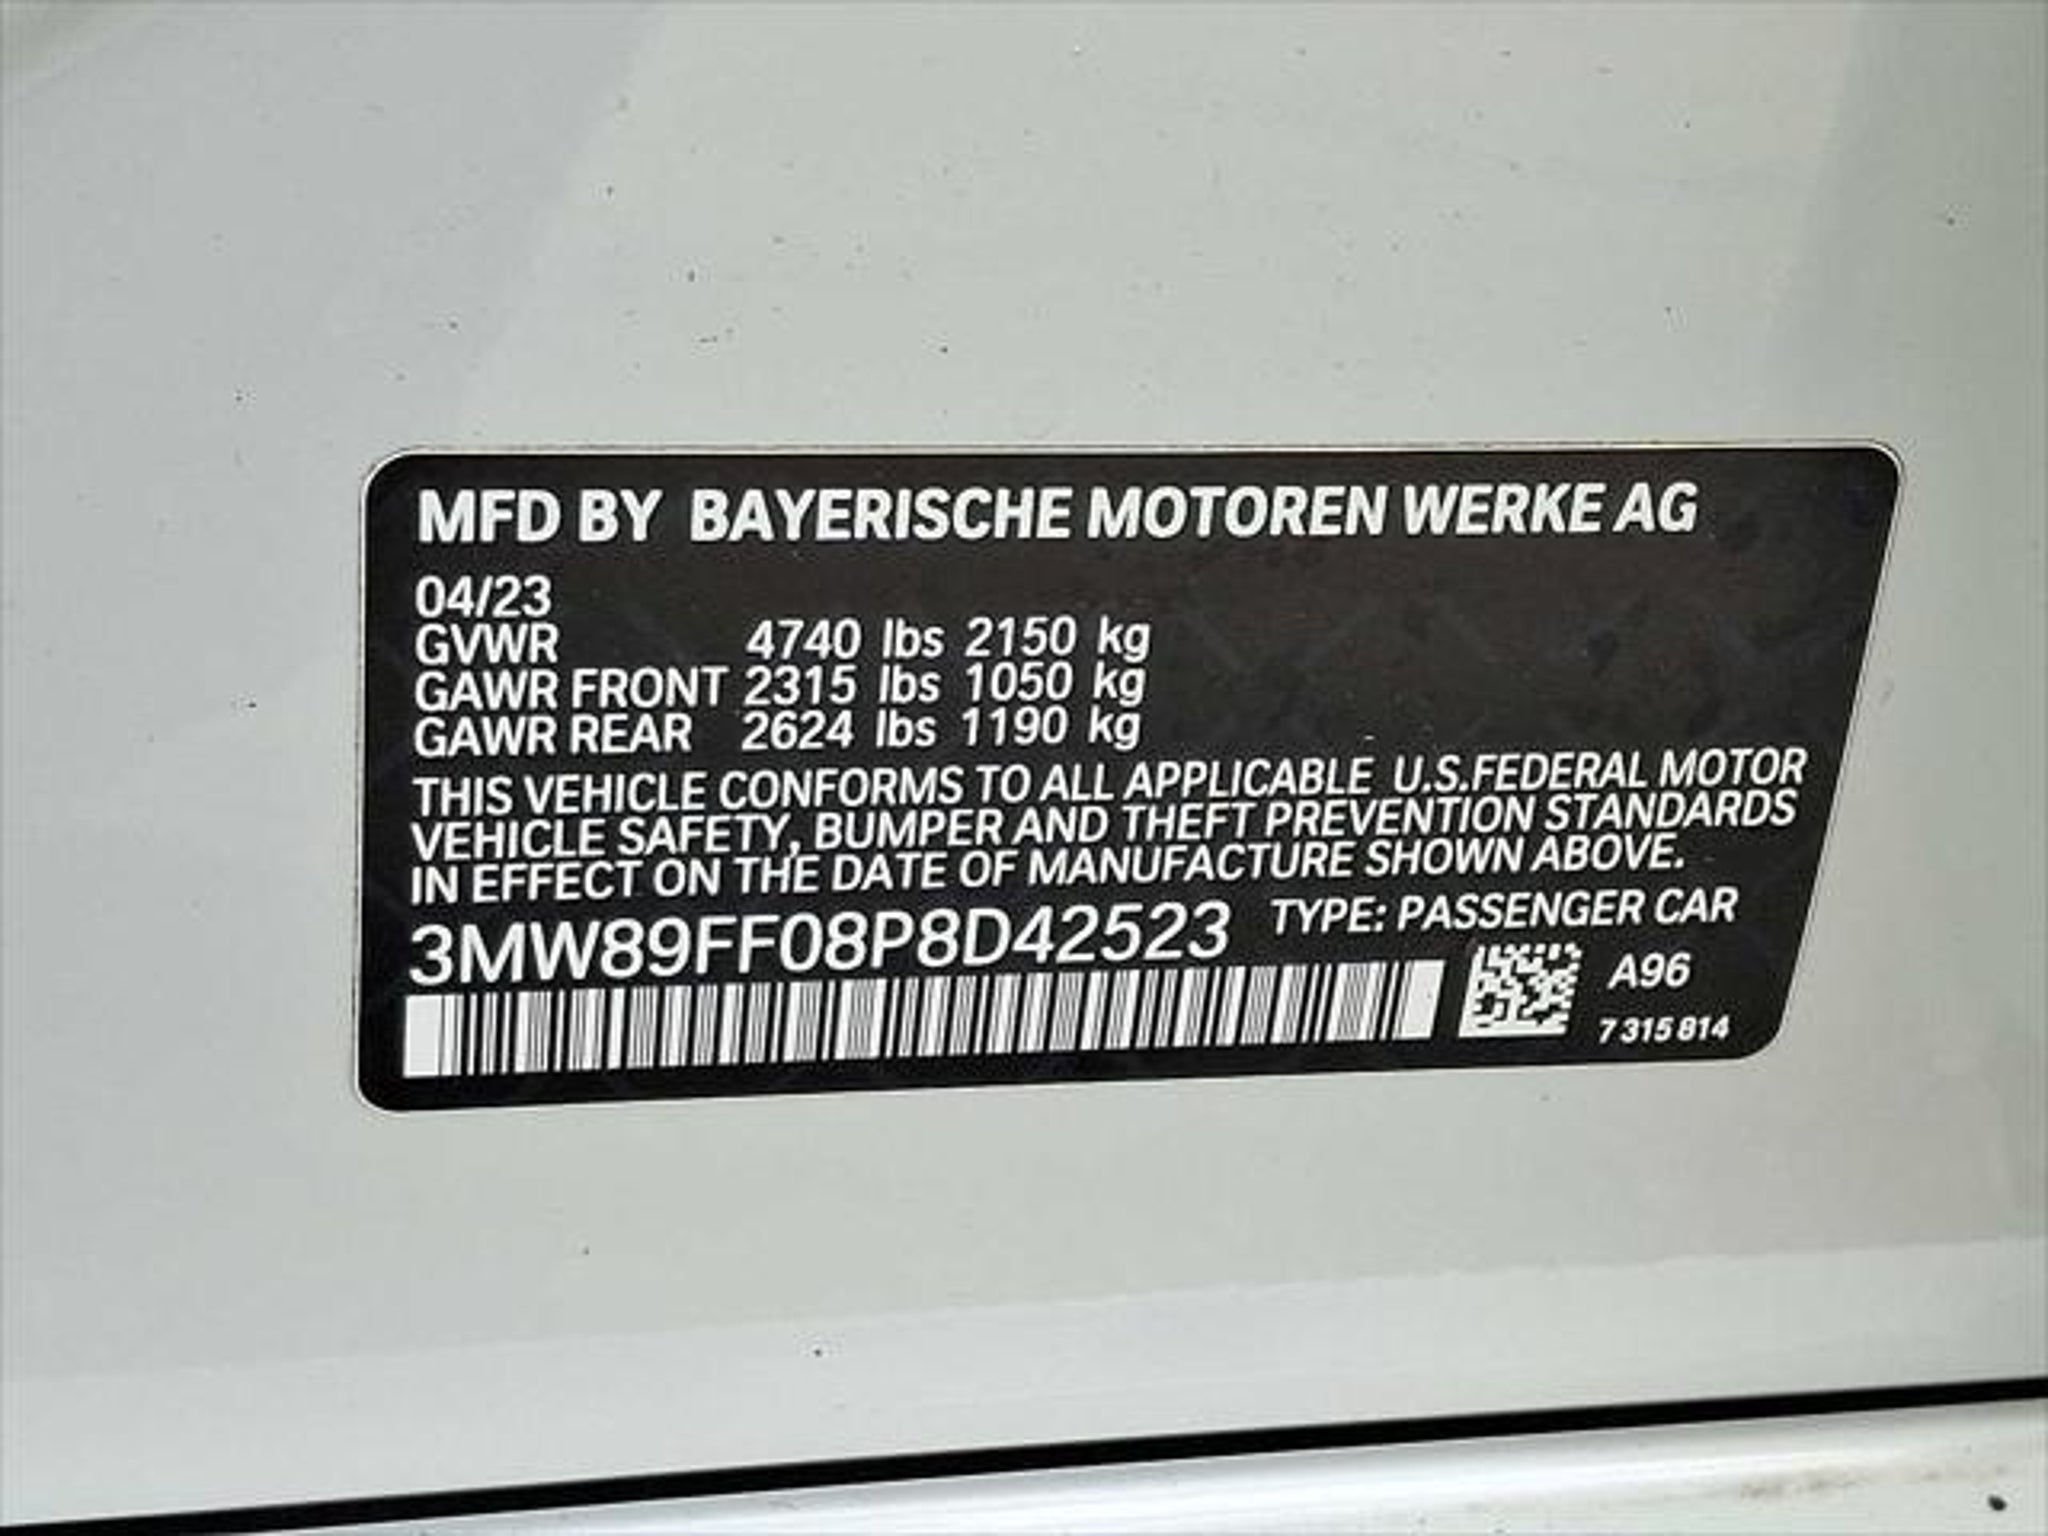 MFD BY BAYERISCHE MOTOREN WERKE AG
04/23
GVWR 4740 lbs 2150 kg
GAWR FRONT 2315 lbs 1050 kg
GAWR REAR 2624 lbs 1190 kg
THIS VEHICLE CONFORMS TO ALL APPLICABLE U.S.FEDERAL MOTOR
VEHICLE SAFETY, BUMPER AND THEFT PREVENTION STANDARDS
IN EFFECT ON THE DATE OF MANUFACTURE SHOWN ABOVE.
3MW89FF08P8D42523 TYPE: PASSENGER CAR
A96
7 315 814